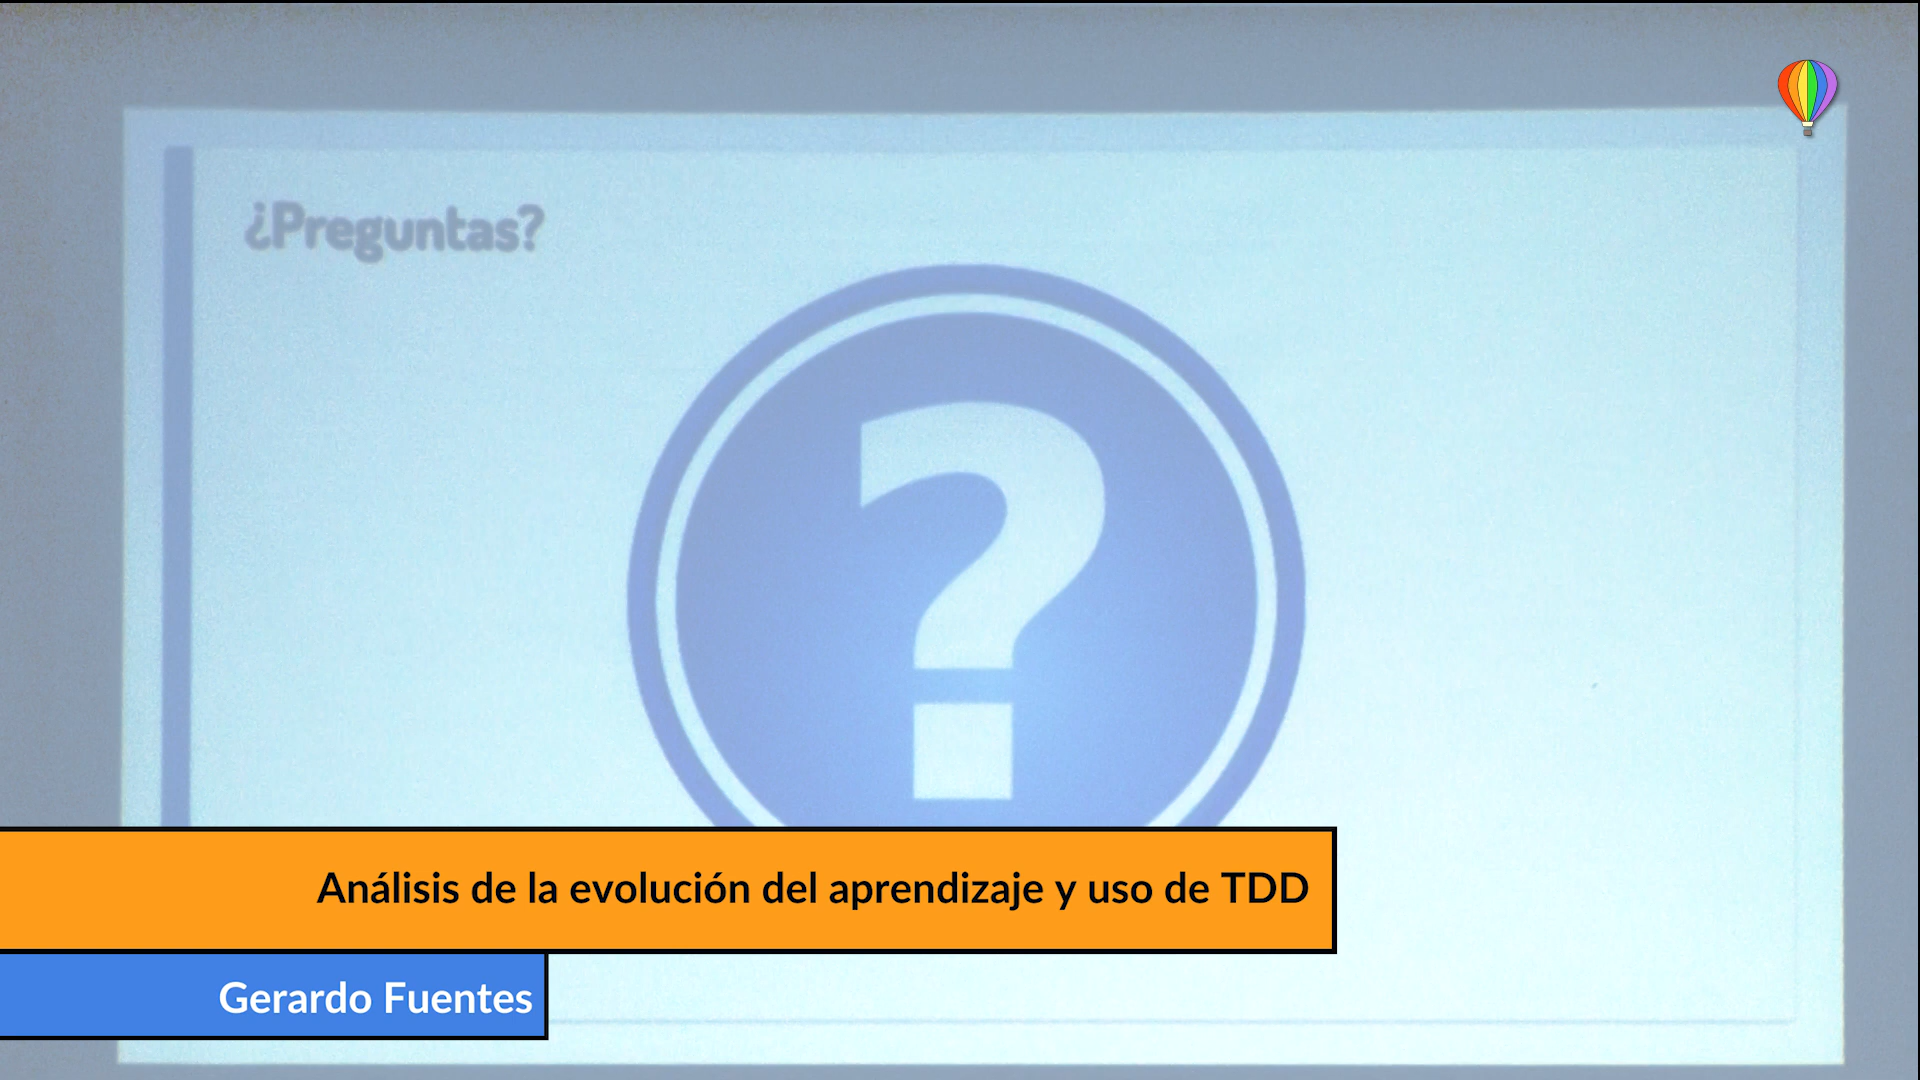 ¿Preguntas?
?
Análisis de la evolución del aprendizaje y uso de TDD
Gerardo Fuentes